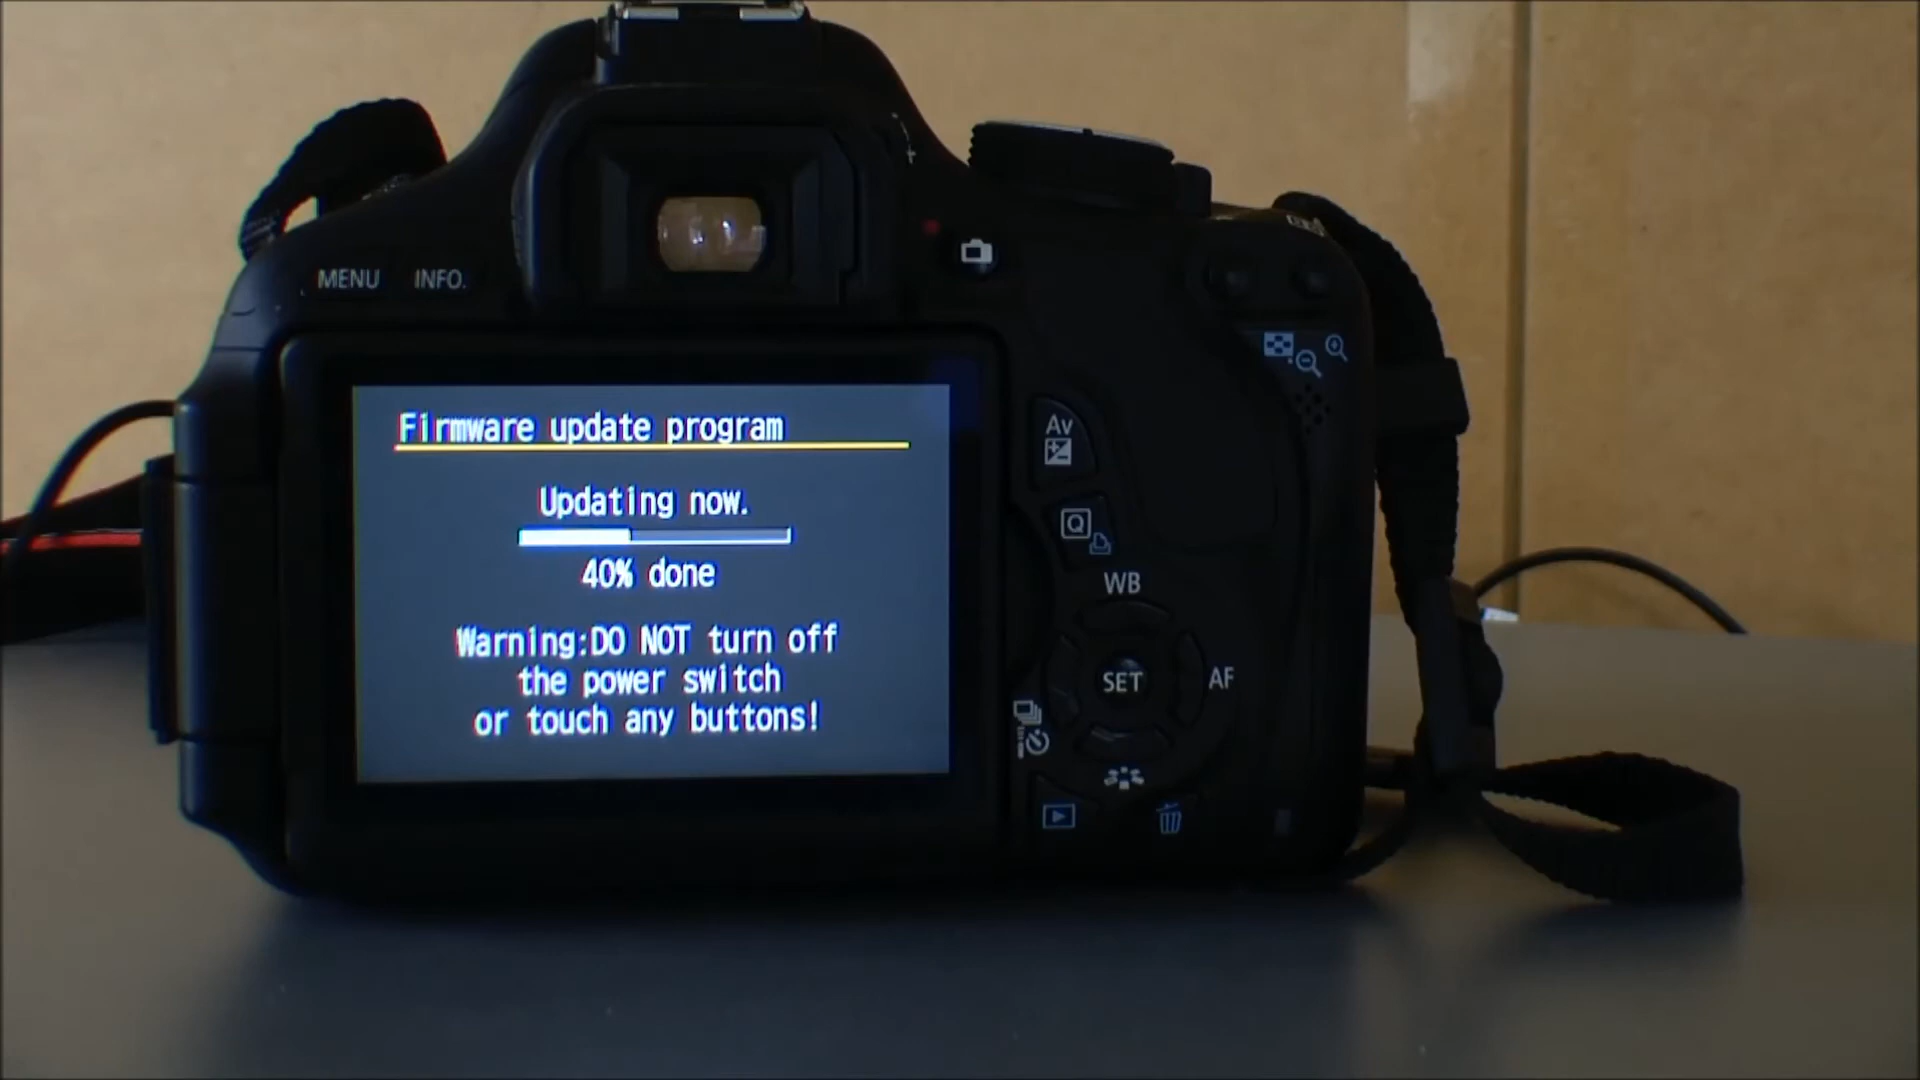 MENU INFO.
Firmware update program
Updating now.
40% done
Warning:DO NOT turn off
the power switch
or touch any buttons!
Av
Q
WB
SET
AF